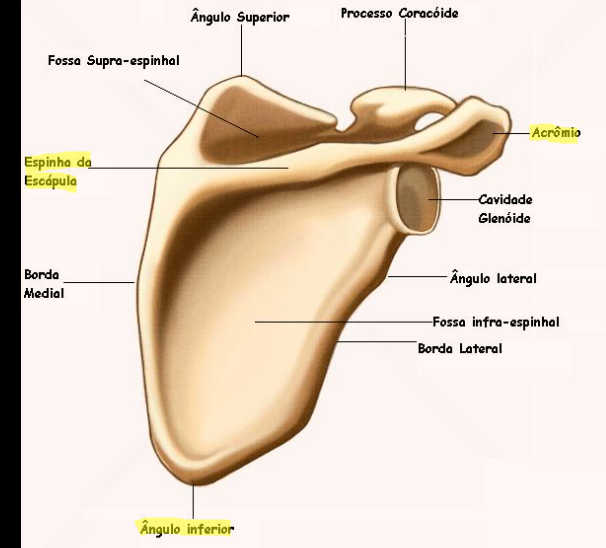 Ângulo Superior
Processo Coracóide
Fossa Supra-espinhal
Acrômio
Espinha da
Escápula
Cavidade
Glenóide
Borda
Medial
Ângulo lateral
Fossa infra-espinhal
Borda Lateral
Ângulo inferior